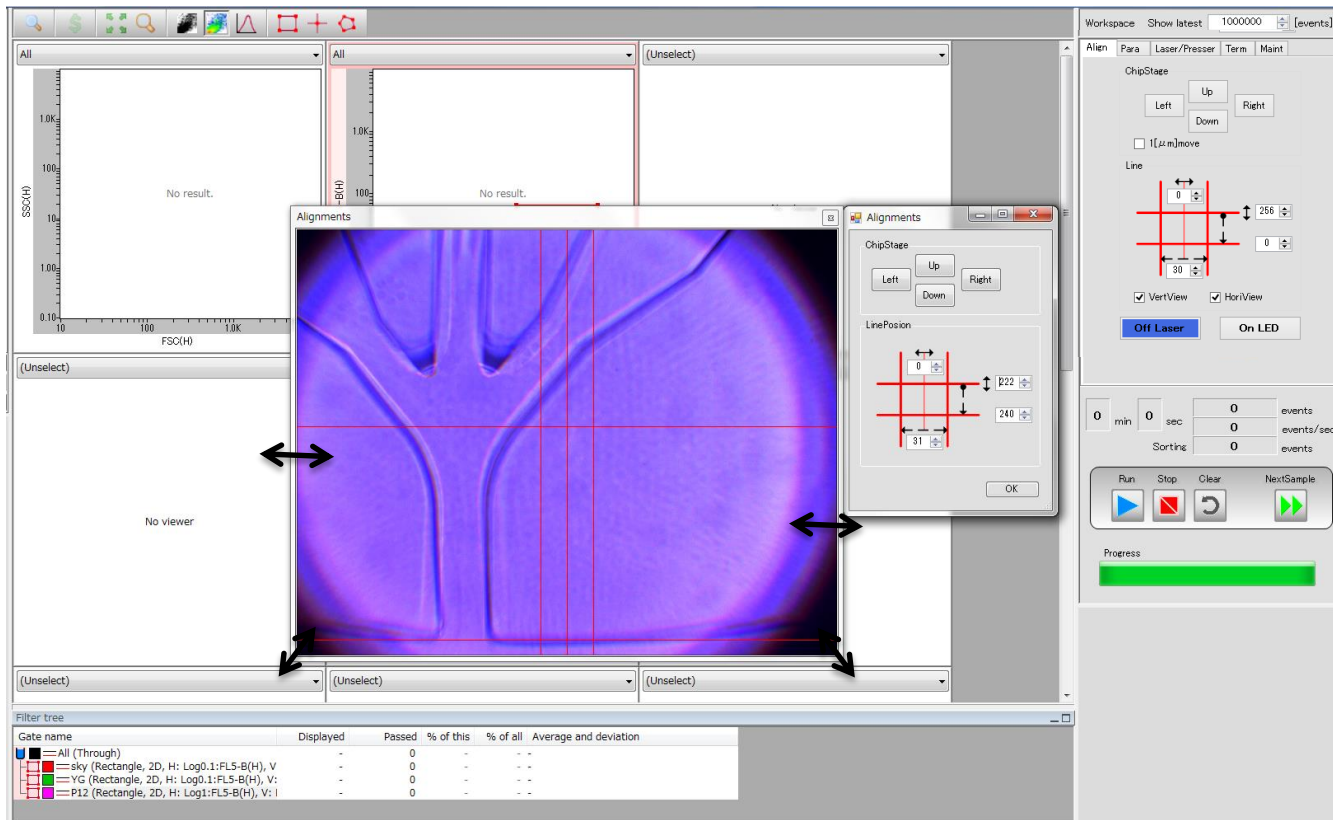 Workspace Show latest 1000000 [events]
All
All
(Unselect)
Align Para Laser/Presser Term Maint
ChipStage
Up
Left Right
Down
1[μm]move
Line
0
256
0
30
VertView HoriView
Off Laser On LED
1.0K
100
10
1.00
0.10
SSC(H)
No result.
10 100 1.0K
FSC(H)
1.0K
100
-B(H)
No result.
Alignments
Alignments
ChipStage
Up
Left Right
Down
LinePosion
0
222
240
31
OK
(Unselect)
No viewer
0 min 0 sec 0 events
0 events/sec
Sorting 0 events
Run Stop Clear NextSample
Progress
(Unselect)
(Unselect)
(Unselect)
Filter tree
Gate name Displayed Passed % of this % of all Average and deviation
All (Through) - 0 - - -
sky (Rectangle, 2D, H: Log0.1:FL5-B(H), V - 0 - - -
YG (Rectangle, 2D, H: Log0.1:FL5-B(H), V: - 0 - - -
P12 (Rectangle, 2D, H: Log1:FL5-B(H), V: - 0 - - -